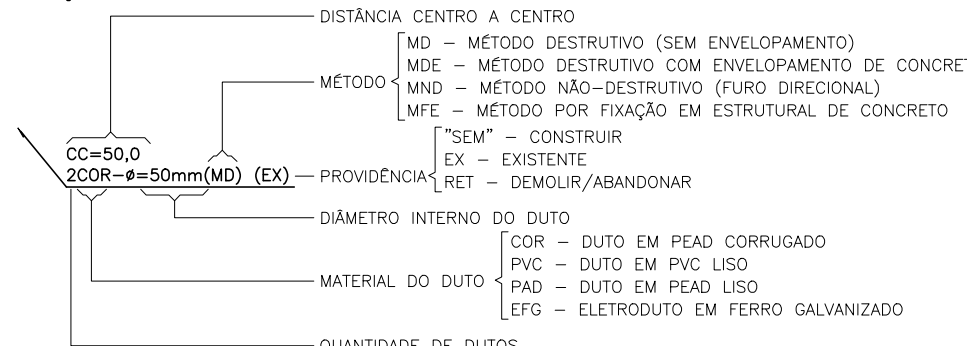 DISTÂNCIA CENTRO A CENTRO
MD – MÉTODO DESTRUTIVO (SEM ENVELOPAMENTO)
MDE – MÉTODO DESTRUTIVO COM ENVELOPAMENTO DE CONCRET
MÉTODO
MND – MÉTODO NÃO-DESTRUTIVO (FURO DIRECIONAL)
MFE – MÉTODO POR FIXAÇÃO EM ESTRUTURAL DE CONCRETO
"SEM" – CONSTRUIR
CC=50,0
EX – EXISTENTE
2COR-ø=50mm(MD) (EX)
PROVIDÊNCIA
RET – DEMOLIR/ABANDONAR
DIÂMETRO INTERNO DO DUTO
COR – DUTO EM PEAD CORRUGADO
PVC – DUTO EM PVC LISO
MATERIAL DO DUTO
PAD – DUTO EM PEAD LISO
EFG – ELETRODUTO EM FERRO GALVANIZADO
QUANTIDADE DE DUTOS